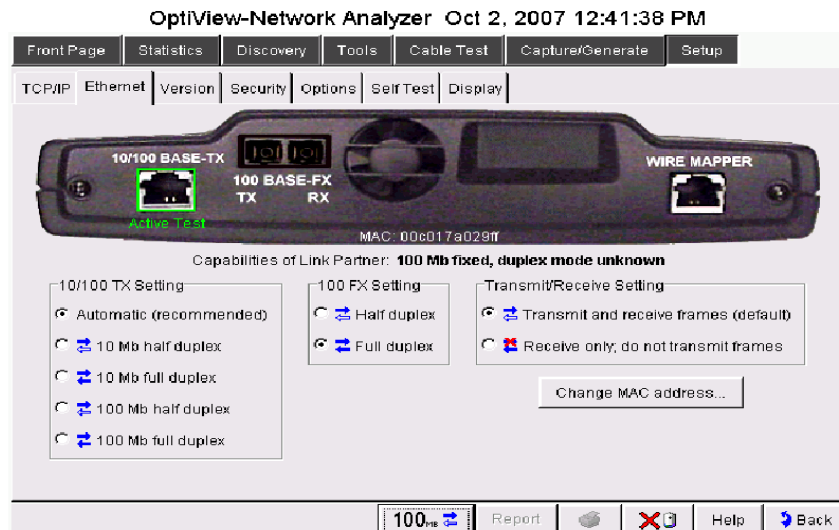 OptiView-Network Analyzer Oct 2, 2007 12:41:38 PM
Front Page Statistics Discovery Tools Cable Test Capture/Generate Setup
TCP/IP Ethernet Version Security Options Self Test Display
10/100 BASE-TX
100 BASE-FX
TX RX
WIRE MAPPER
Active Test
MAC: 00c017a029ff
Capabilities of Link Partner: 100 Mb fixed, duplex mode unknown
10/100 TX Setting
Automatic (recommended)
10 Mb half duplex
10 Mb full duplex
100 Mb half duplex
100 Mb full duplex
100 FX Setting
Half duplex
Full duplex
Transmit/Receive Setting
Transmit and receive frames (default)
Receive only; do not transmit frames
Change MAC address...
100MB Report Help Back